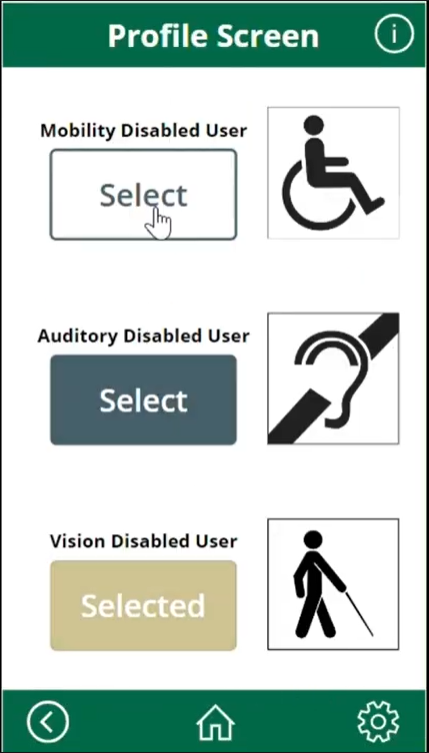 Profile Screen
i
Mobility Disabled User
Select
Auditory Disabled User
Select
Vision Disabled User
Selected